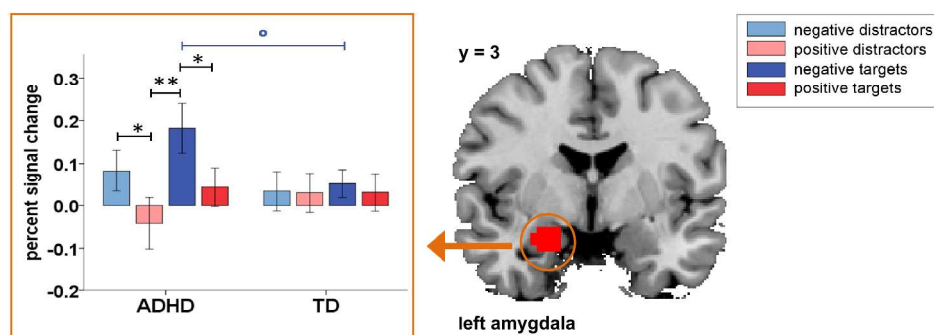 percent signal change
0.3
0.2
0.1
0.0
-0.1
-0.2
*
**
*
o
ADHD
TD
y = 3
left amygdala
negative distractors
positive distractors
negative targets
positive targets